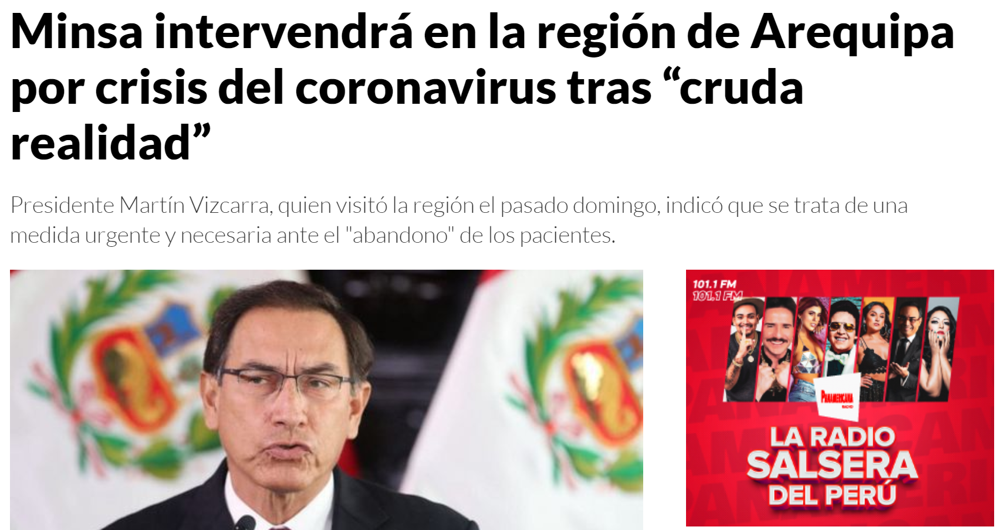 Minsa intervendrá en la región de Arequipa
por crisis del coronavirus tras “cruda
realidad”
Presidente Martín Vizcarra, quien visitó la región el pasado domingo, indicó que se trata de una
medida urgente y necesaria ante el "abandono" de los pacientes.
101.1 FM
101.1 FM
PANAMERICANA
RADIO
LA RADIO
SALSERA
DEL PERÚ